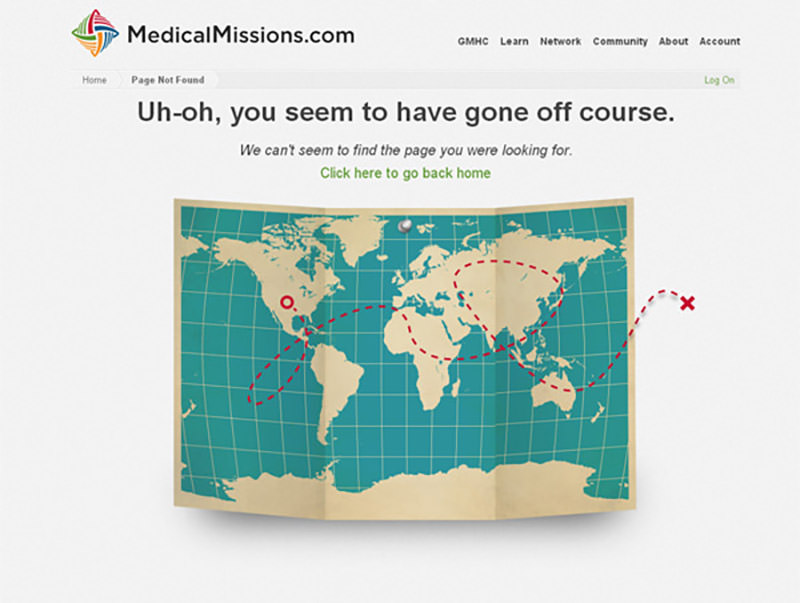 MedicalMissions.com
GMHC Learn Network Community About Account
Home Page Not Found Log On
Uh-oh, you seem to have gone off course.
We can't seem to find the page you were looking for.
Click here to go back home